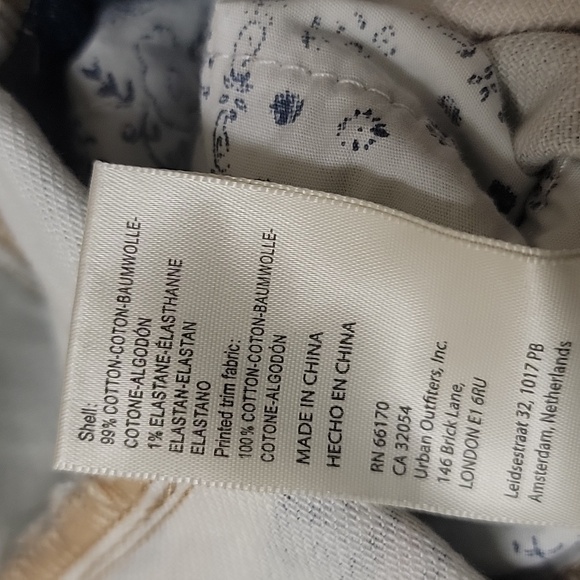 Shell:
99% COTTON-COTON-BAUMWOLLE-
COTONE-ALGODÓN
1% ELASTANE-ÉLASTHANNE
ELASTAN-ELASTAN
ELASTANO
Printed trim fabric:
100% COTTON-COTON-BAUMWOLLE-
COTONE-ALGODÓN
MADE IN CHINA
HECHO EN CHINA
RN 66170
CA 32054
Urban Outfitters, Inc.
146 Brick Lane,
LONDON E1 6RU
Leidsestraat 32, 1017 PB
Amsterdam, Netherlands